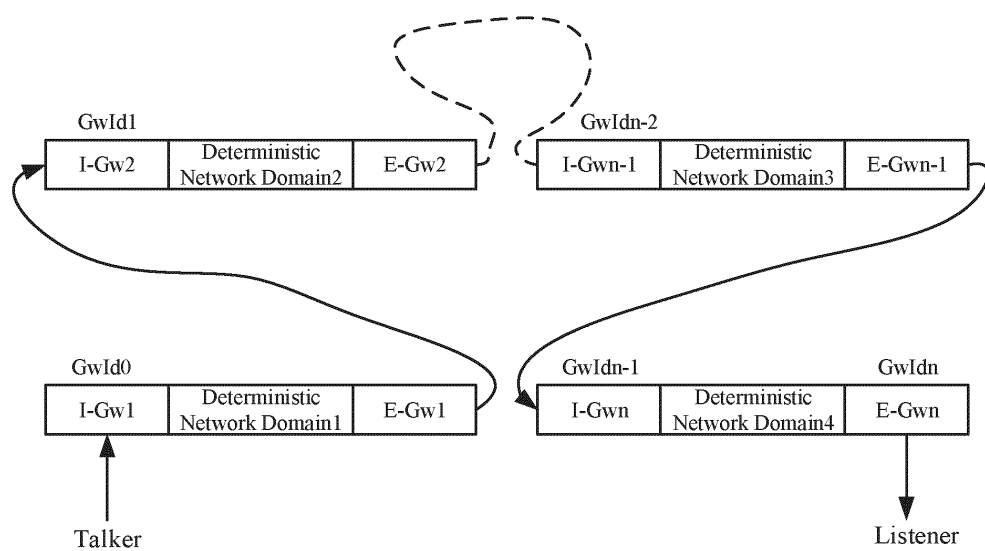 GwId1
I-Gw2
Deterministic
Network Domain2
E-Gw2
GwIdn-2
I-Gwn-1
Deterministic
Network Domain3
E-Gwn-1
GwId0
I-Gw1
Deterministic
Network Domain1
E-Gw1
GwIdn-1
GwIdn
I-Gwn
Deterministic
Network Domain4
E-Gwn
Talker
Listener